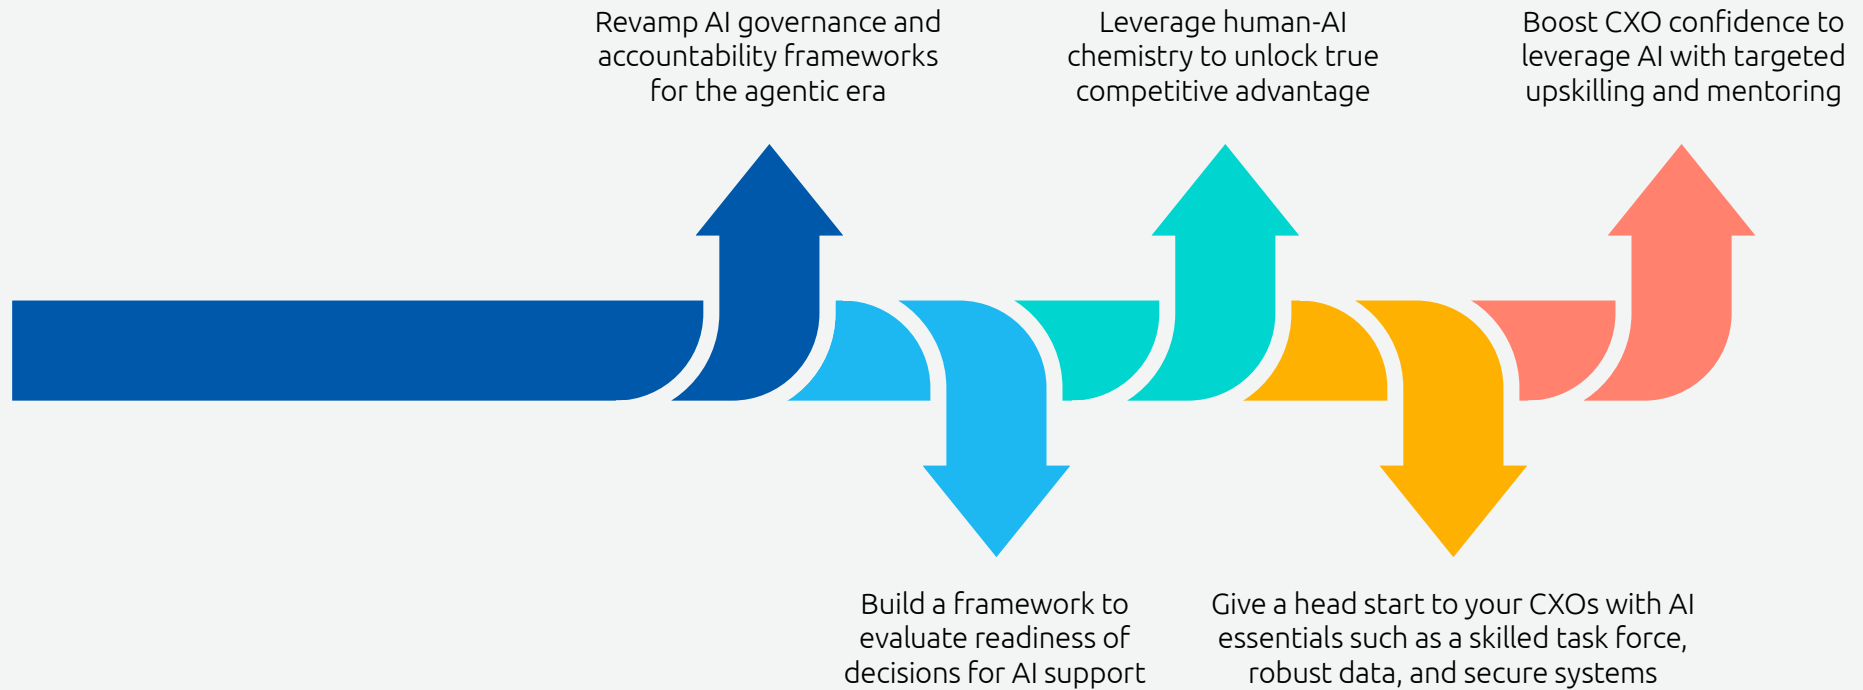 Revamp AI governance and
accountability frameworks
for the agentic era
Leverage human-AI
chemistry to unlock true
competitive advantage
Boost CXO confidence to
leverage AI with targeted
upskilling and mentoring
Build a framework to
evaluate readiness of
decisions for AI support
Give a head start to your CXOs with AI
essentials such as a skilled task force,
robust data, and secure systems